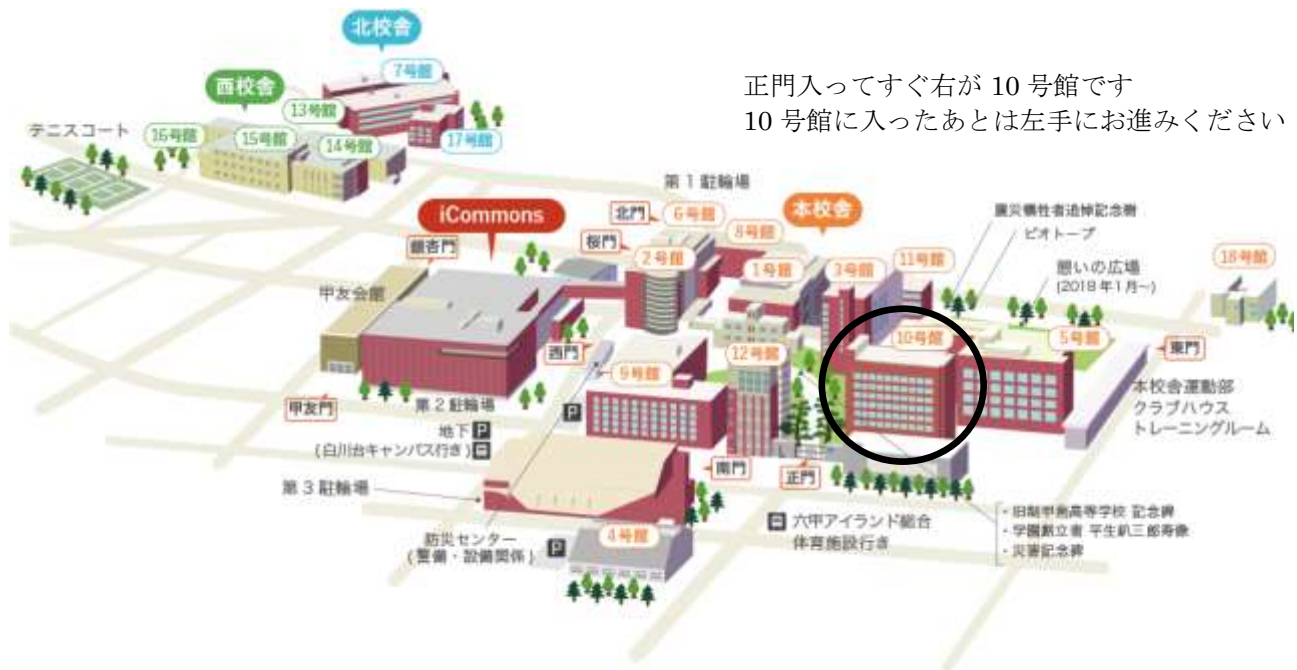 北校舎
7号館
西校舎
13号館
テニスコート
16号館
15号館
14号館
17号館
正門入ってすぐ右が 10 号館です
10 号館に入ったあとは左手にお進みください
第1駐輪場
iCommons
北門
6号館
本校舎
震災犠牲者追悼記念樹
ビオトープ
桜門
8号館
銀杏門
2号館
1号館
3号館
11号館
憩いの広場
(2018年1月～)
18号館
甲友会館
10号館
5号館
西門
12号館
東門
9号館
本校舎運動部
クラブハウス
トレーニングルーム
甲友門
第2駐輪場
P
地下 P
(白川台キャンパス行き)
南門
正門
第3駐輪場
六甲アイランド総合
体育施設行き
・旧制甲南高等学校 記念碑
・学園創立者 平生釟三郎寿像
・災害記念碑
防災センター
(警備・設備関係)
P
4号館